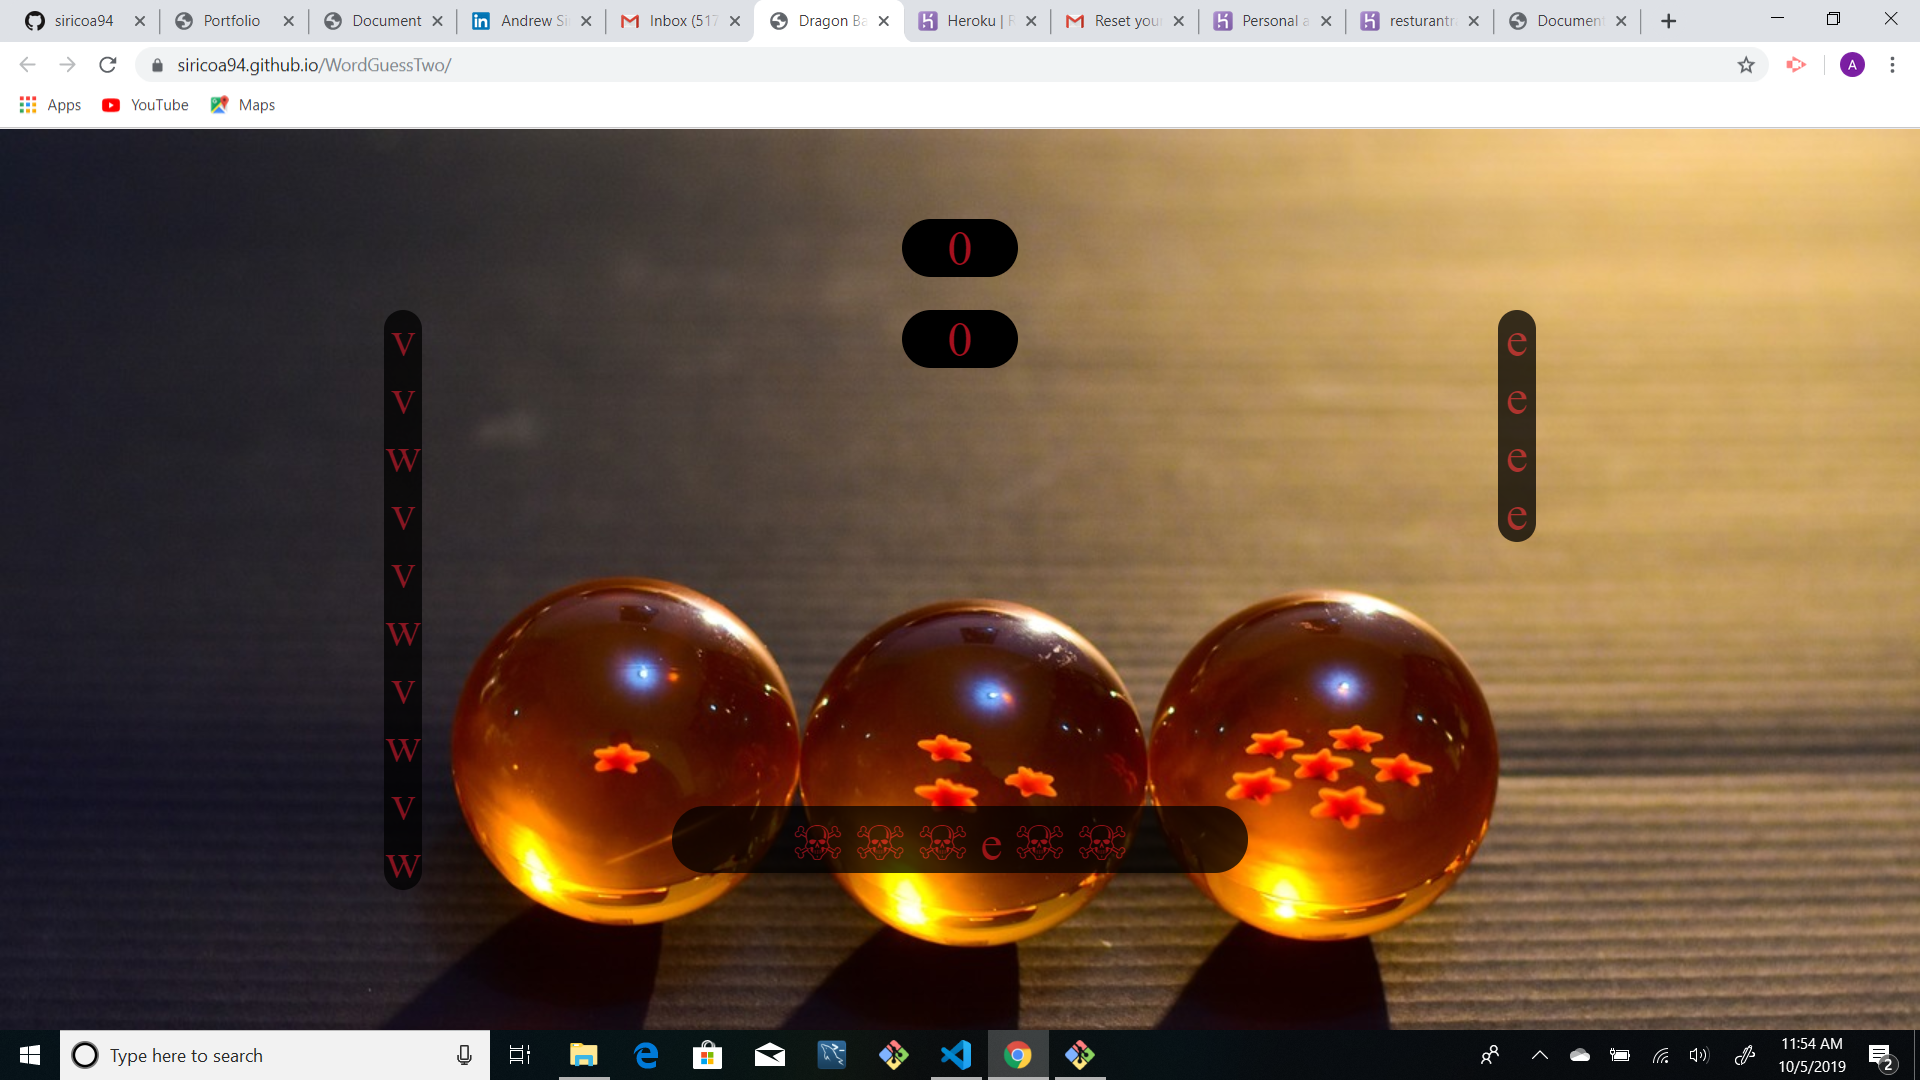 siricoa94
Portfolio
Document
Andrew Si
Inbox (517
Dragon Ba
Heroku | R
Reset your
Personal a
resturantr
Document
siricoa94.github.io/WordGuessTwo/
A
Apps
YouTube
Maps
0
0
v
v
w
v
v
w
v
w
v
w
e
e
e
e
☠ ☠ ☠ e ☠ ☠
Type here to search
11:54 AM
10/5/2019
2